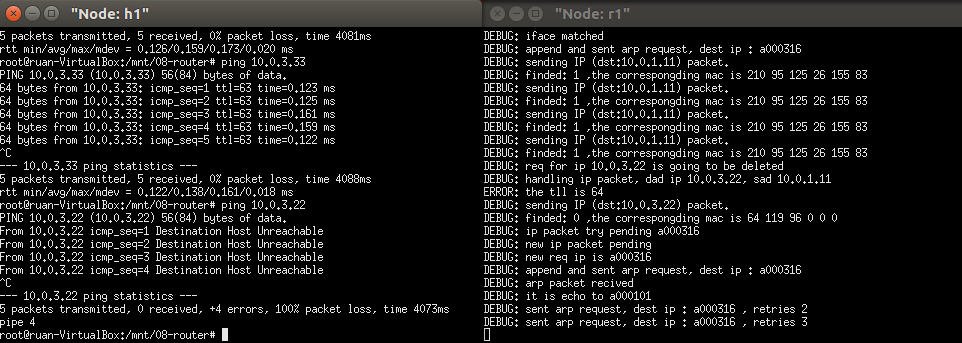 "Node: h1"
5 packets transmitted, 5 received, 0% packet loss, time 4081ms
rtt min/avg/max/mdev = 0.126/0.159/0.173/0.020 ms
root@ruan-VirtualBox:/mnt/08-router# ping 10.0.3.33
PING 10.0.3.33 (10.0.3.33) 56(84) bytes of data.
64 bytes from 10.0.3.33: icmp_seq=1 ttl=63 time=0.123 ms
64 bytes from 10.0.3.33: icmp_seq=2 ttl=63 time=0.125 ms
64 bytes from 10.0.3.33: icmp_seq=3 ttl=63 time=0.161 ms
64 bytes from 10.0.3.33: icmp_seq=4 ttl=63 time=0.159 ms
64 bytes from 10.0.3.33: icmp_seq=5 ttl=63 time=0.122 ms
^C
--- 10.0.3.33 ping statistics ---
5 packets transmitted, 5 received, 0% packet loss, time 4088ms
rtt min/avg/max/mdev = 0.122/0.138/0.161/0.018 ms
root@ruan-VirtualBox:/mnt/08-router# ping 10.0.3.22
PING 10.0.3.22 (10.0.3.22) 56(84) bytes of data.
From 10.0.3.22 icmp_seq=1 Destination Host Unreachable
From 10.0.3.22 icmp_seq=2 Destination Host Unreachable
From 10.0.3.22 icmp_seq=3 Destination Host Unreachable
From 10.0.3.22 icmp_seq=4 Destination Host Unreachable
^C
--- 10.0.3.22 ping statistics ---
5 packets transmitted, 0 received, +4 errors, 100% packet loss, time 4073ms
pipe 4
root@ruan-VirtualBox:/mnt/08-router#
"Node: r1"
DEBUG: iface matched
DEBUG: append and sent arp request, dest ip : a000316
DEBUG: sending IP (dst:10.0.1.11) packet.
DEBUG: finded: 1 ,the correspongding mac is 210 95 125 26 155 83
DEBUG: sending IP (dst:10.0.1.11) packet.
DEBUG: finded: 1 ,the correspongding mac is 210 95 125 26 155 83
DEBUG: sending IP (dst:10.0.1.11) packet.
DEBUG: finded: 1 ,the correspongding mac is 210 95 125 26 155 83
DEBUG: sending IP (dst:10.0.1.11) packet.
DEBUG: finded: 1 ,the correspongding mac is 210 95 125 26 155 83
DEBUG: req for ip 10.0.3.22 is going to be deleted
DEBUG: handling ip packet, dad ip 10.0.3.22, sad 10.0.1.11
ERROR: the tll is 64
DEBUG: sending IP (dst:10.0.3.22) packet.
DEBUG: finded: 0 ,the correspongding mac is 64 119 96 0 0 0
DEBUG: ip packet try pending a000316
DEBUG: new ip packet pending
DEBUG: new req ip is a000316
DEBUG: append and sent arp request, dest ip : a000316
DEBUG: arp packet recived
DEBUG: it is echo to a000101
DEBUG: sent arp request, dest ip : a000316 , retries 2
DEBUG: sent arp request, dest ip : a000316 , retries 3